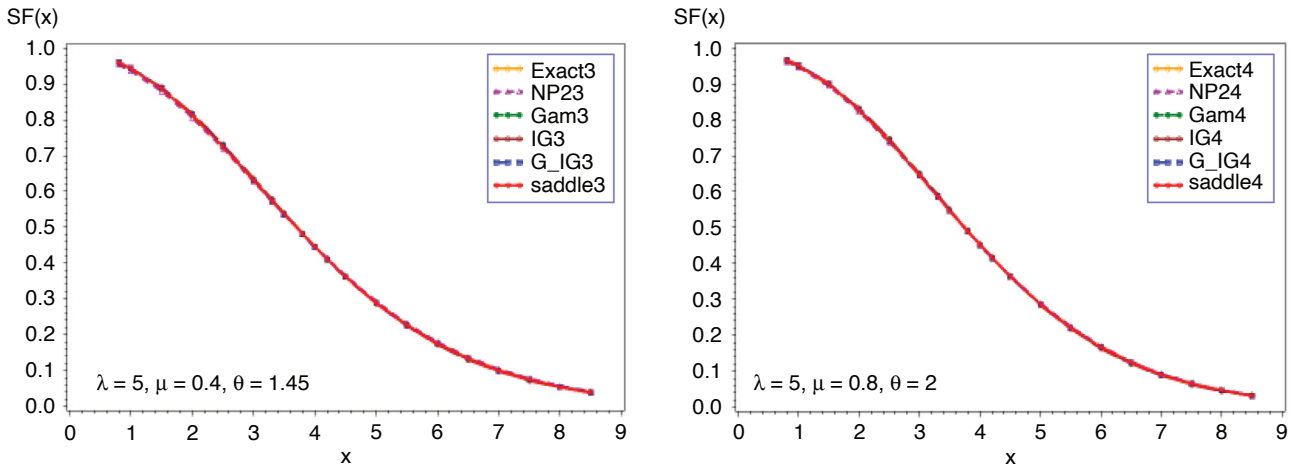 SF(x)
1.0
0.9
0.8
0.7
0.6
0.5
0.4
0.3
0.2
0.1
0.0
Exact3
NP23
Gam3
IG3
G_IG3
saddle3
λ = 5, μ = 0.4, θ = 1.45
0 1 2 3 4 5 6 7 8 9
x
SF(x)
1.0
0.9
0.8
0.7
0.6
0.5
0.4
0.3
0.2
0.1
0.0
Exact4
NP24
Gam4
IG4
G_IG4
saddle4
λ = 5, μ = 0.8, θ = 2
0 1 2 3 4 5 6 7 8 9
x